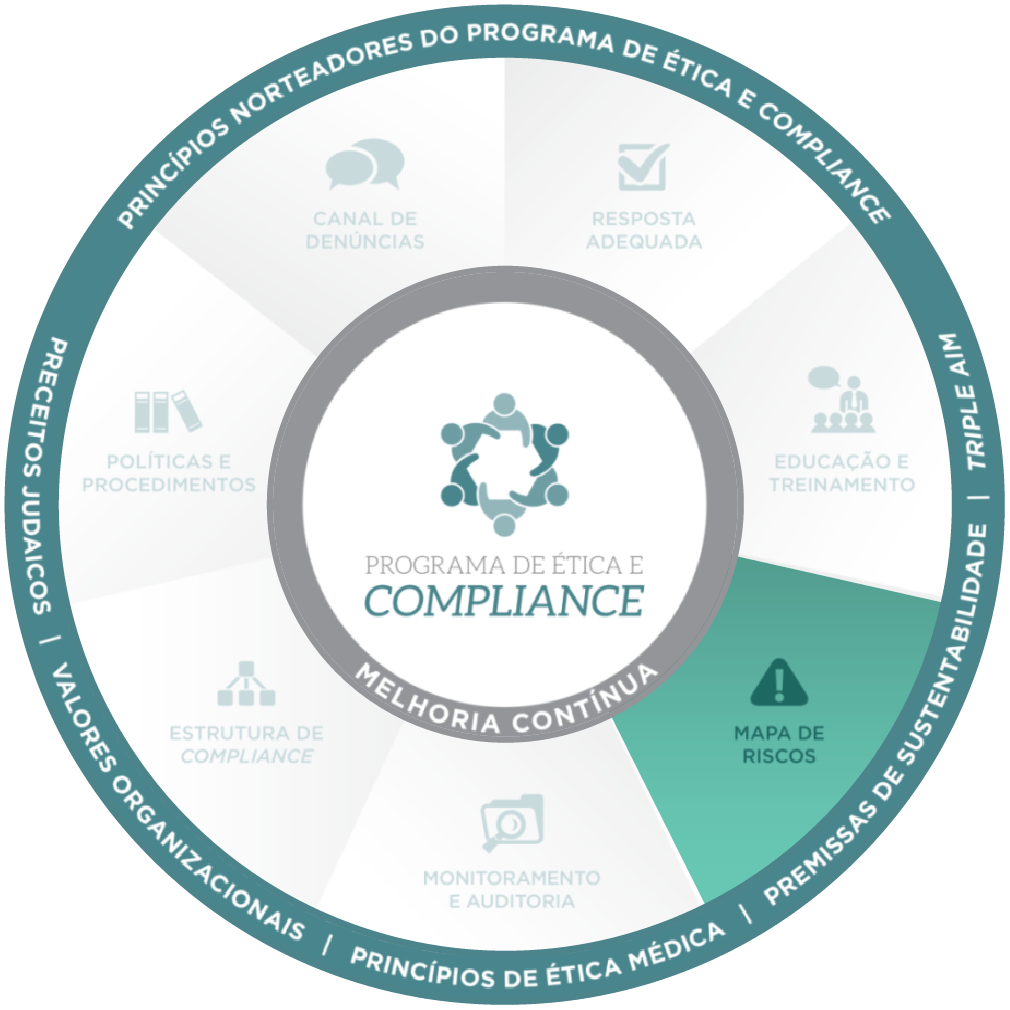 PRINCÍPIOS NORTEADORES DO PROGRAMA DE ÉTICA E COMPLIANCE
CANAL DE
DENÚNCIAS
RESPOSTA
ADEQUADA
POLÍTICAS E
PROCEDIMENTOS
EDUCAÇÃO E
TREINAMENTO
PROGRAMA DE ÉTICA E
COMPLIANCE
MELHORIA CONTÍNUA
ESTRUTURA DE
COMPLIANCE
MAPA DE
RISCOS
MONITORAMENTO
E AUDITORIA
PRECEITOS JUDAICOS | VALORES ORGANIZACIONAIS | PRINCÍPIOS DE ÉTICA MÉDICA | PREMISSAS DE SUSTENTABILIDADE | TRIPLE AIM